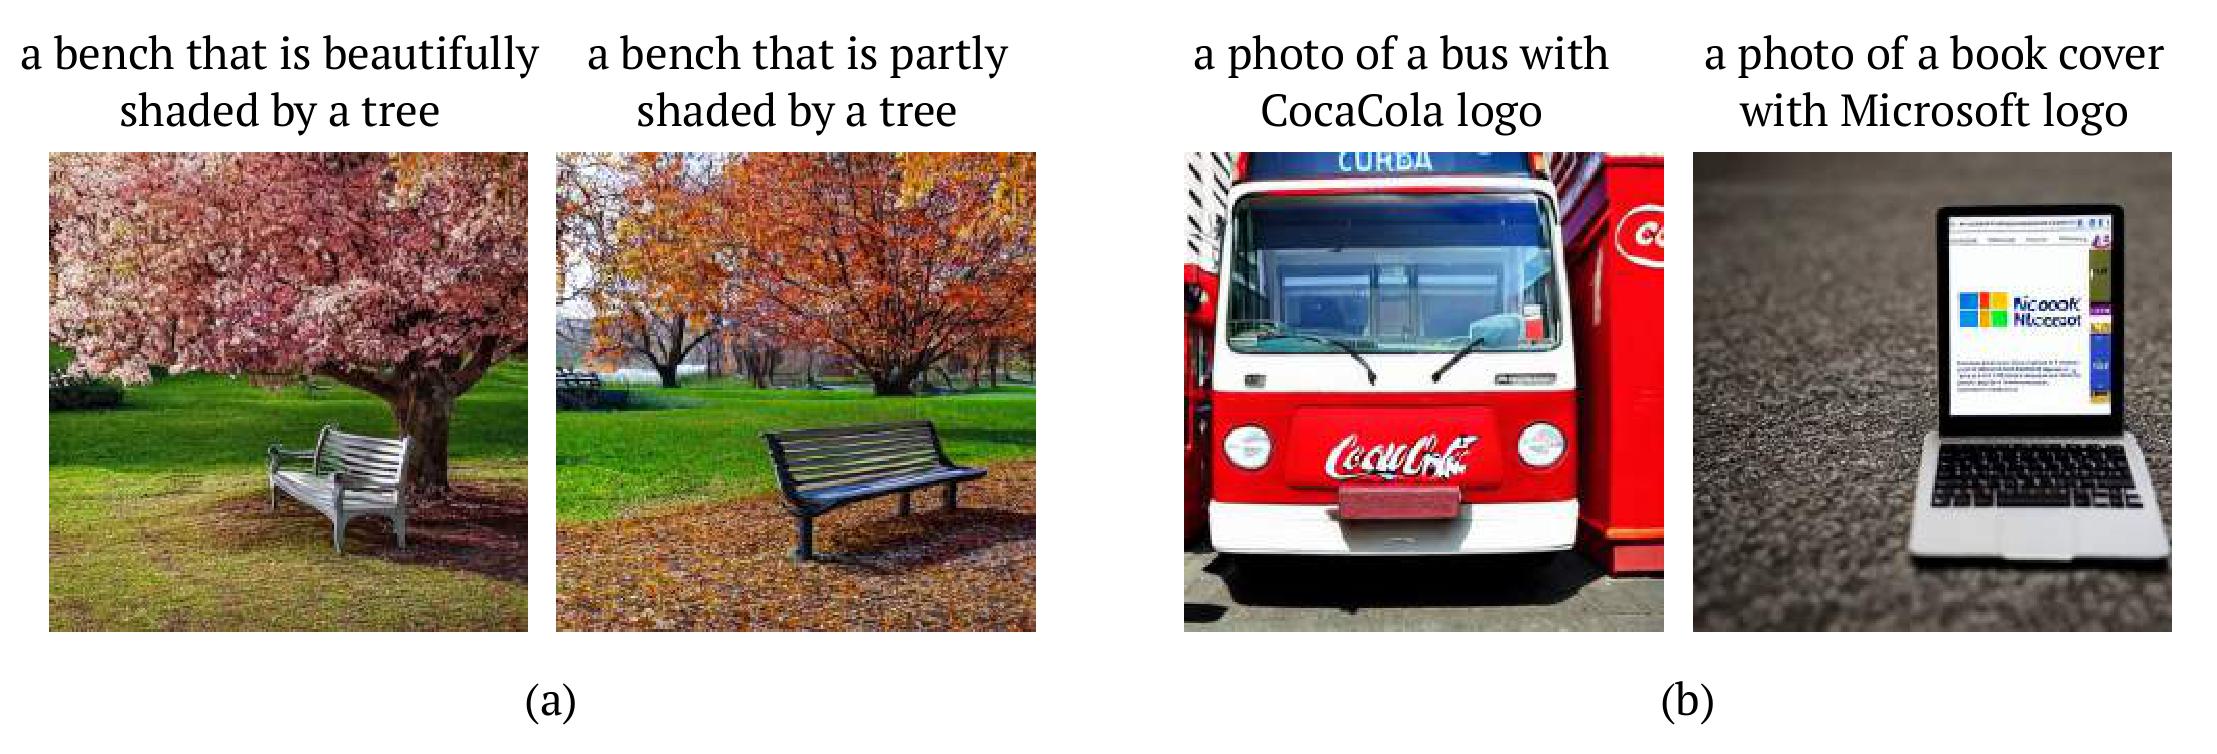 a bench that is beautifully
shaded by a tree
a bench that is partly
shaded by a tree
a photo of a bus with
CocaCola logo
a photo of a book cover
with Microsoft logo
CURBA
(a)
(b)